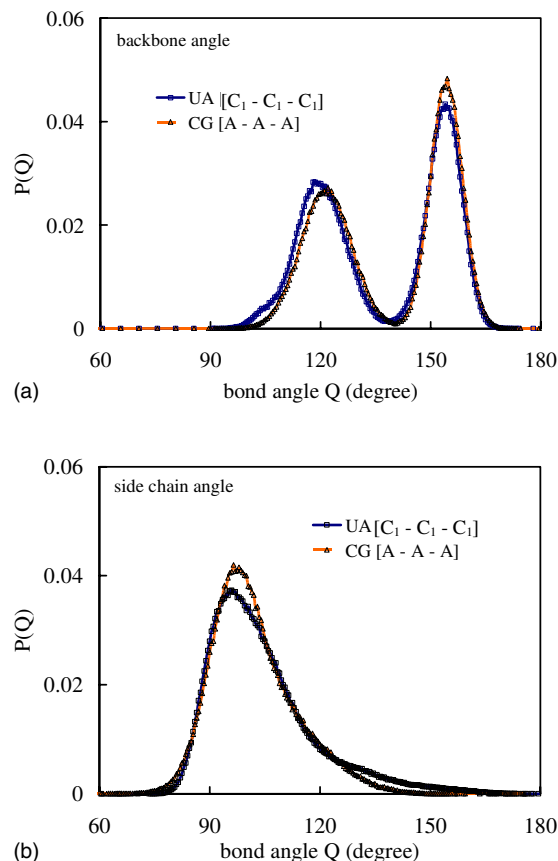 0.06
backbone angle
UA [C₁ - C₁ - C₁]
CG [A - A - A]
0.04
P(Q)
0.02
0
60 90 120 150 180
(a)
bond angle Q (degree)
0.06
side chain angle
UA [C₁ - C₁ - C₁]
CG [A - A - A]
0.04
P(Q)
0.02
0
60 90 120 150 180
(b)
bond angle Q (degree)